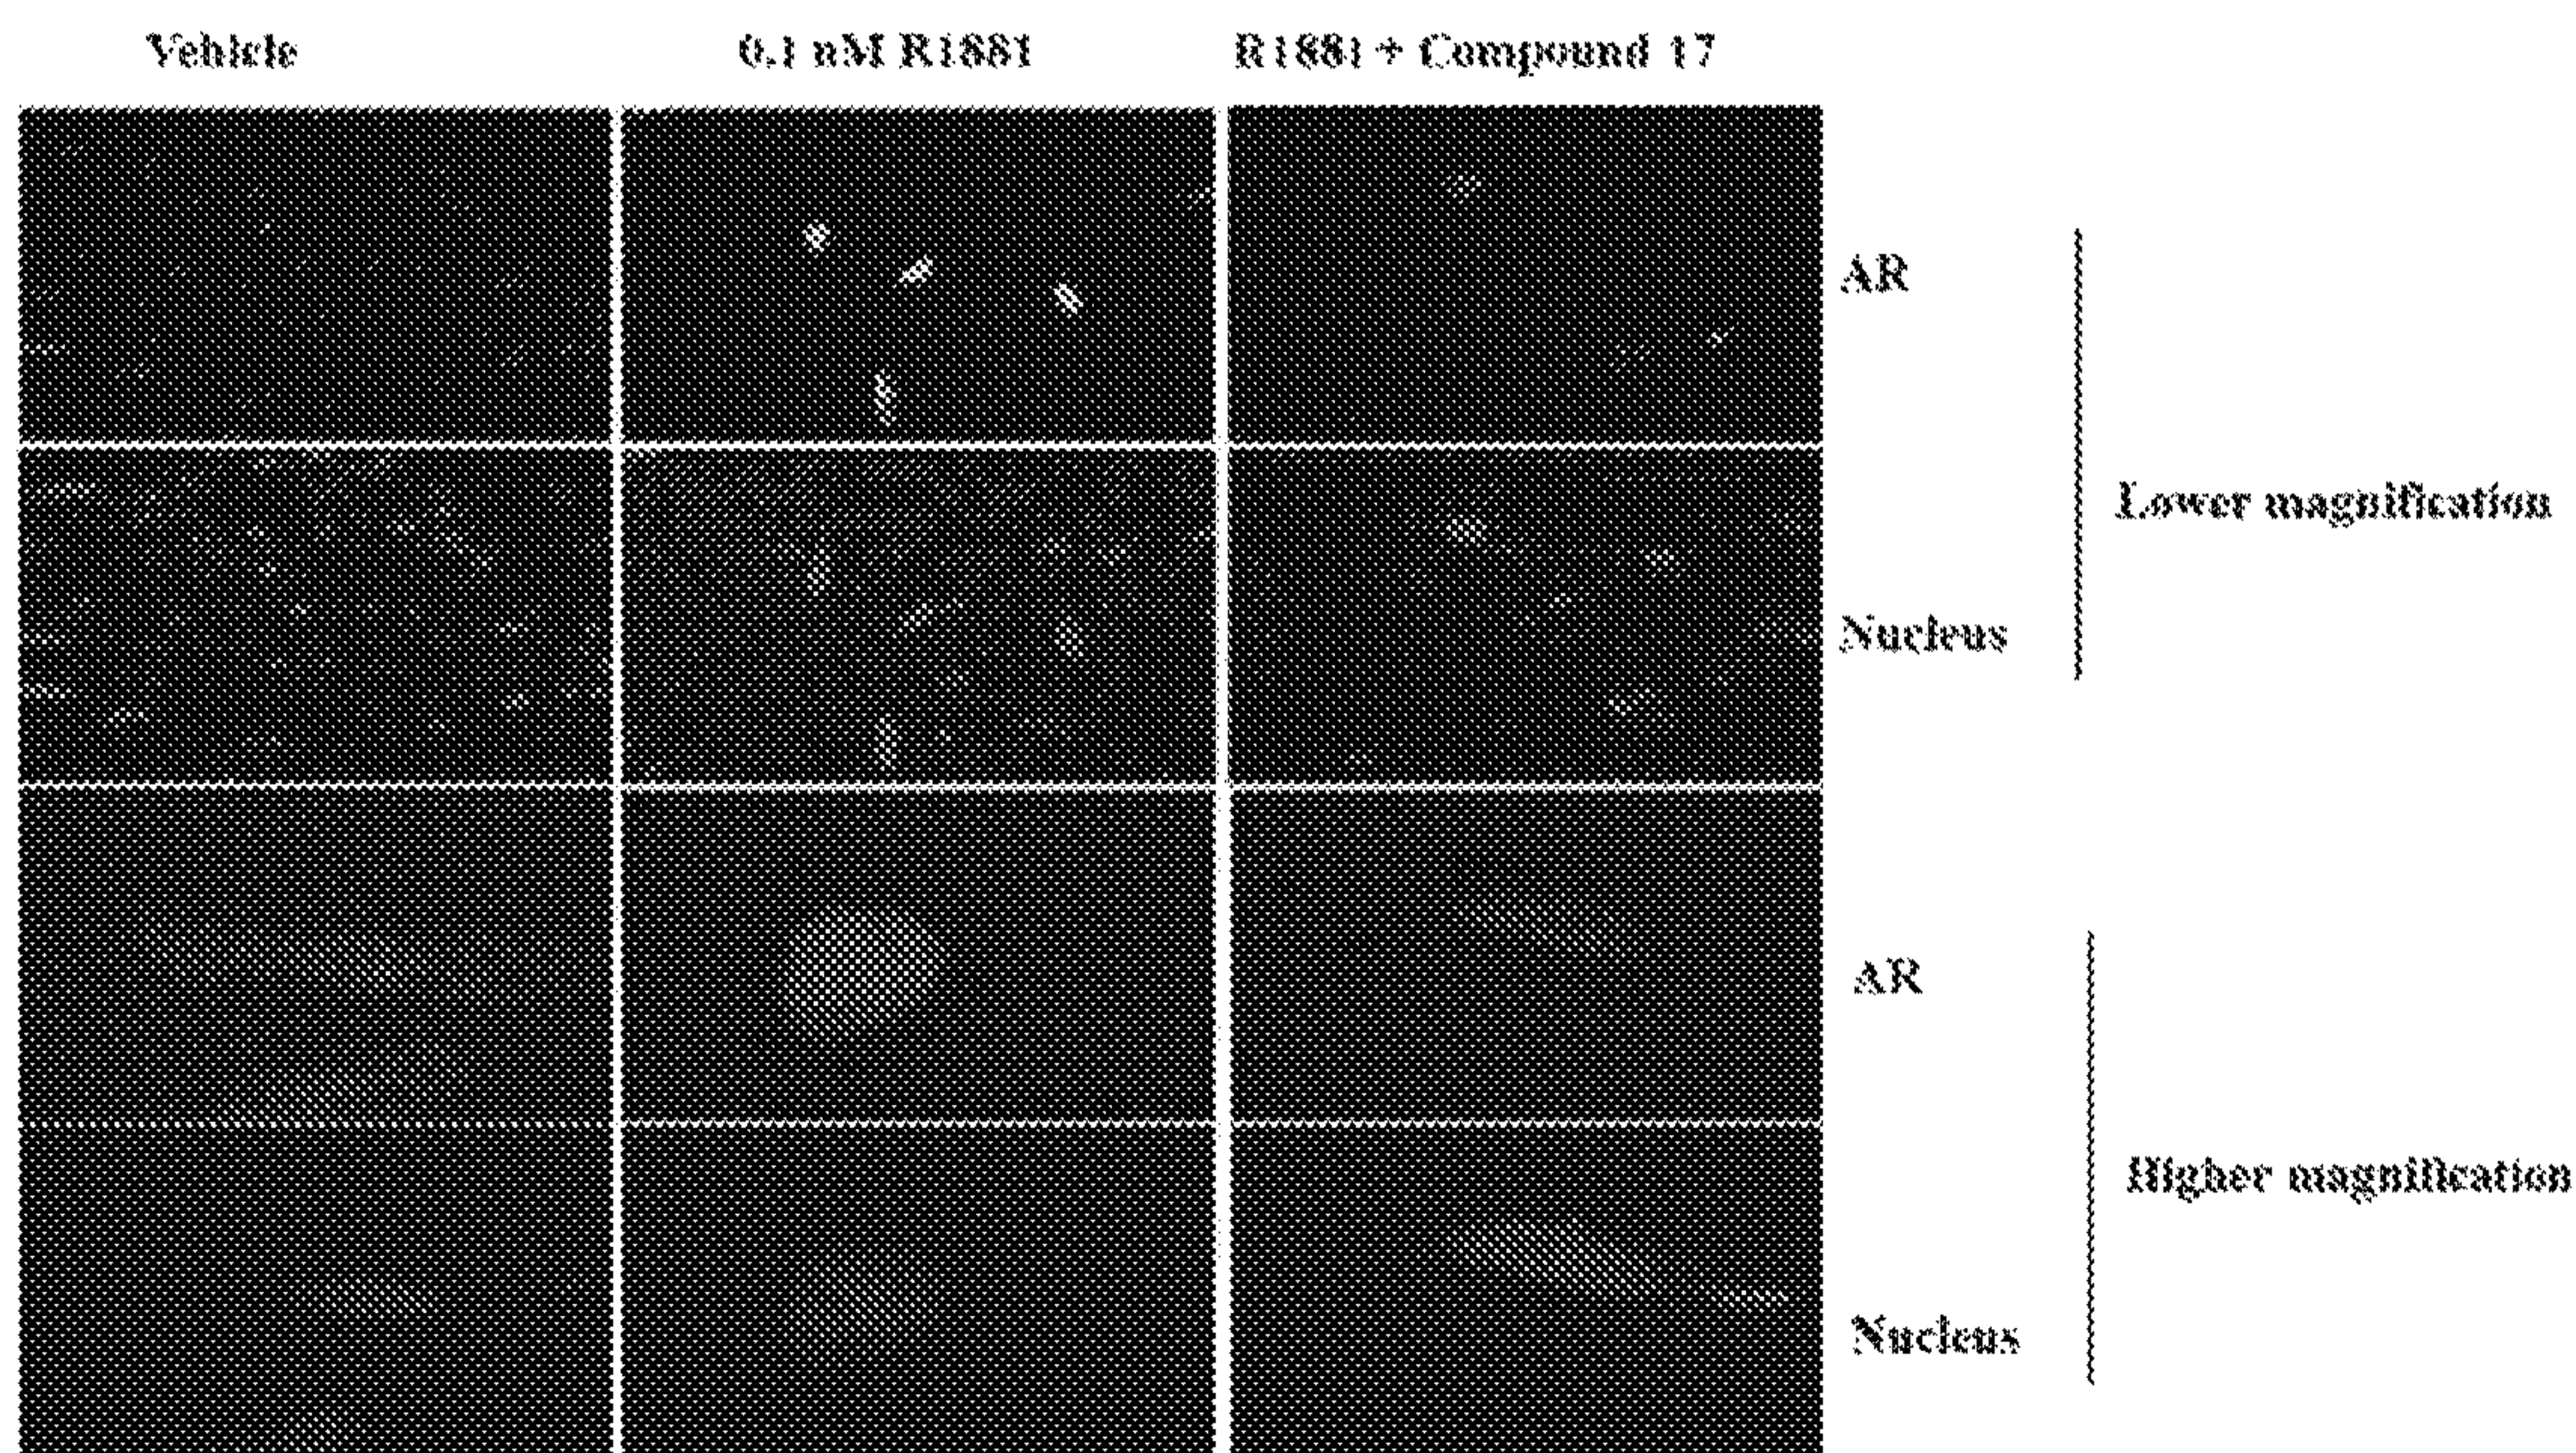 Vehicle
0.1 nM R1881
R1881 + Compound 17
AR
Lower magnification
Nucleus
AR
Higher magnification
Nucleus